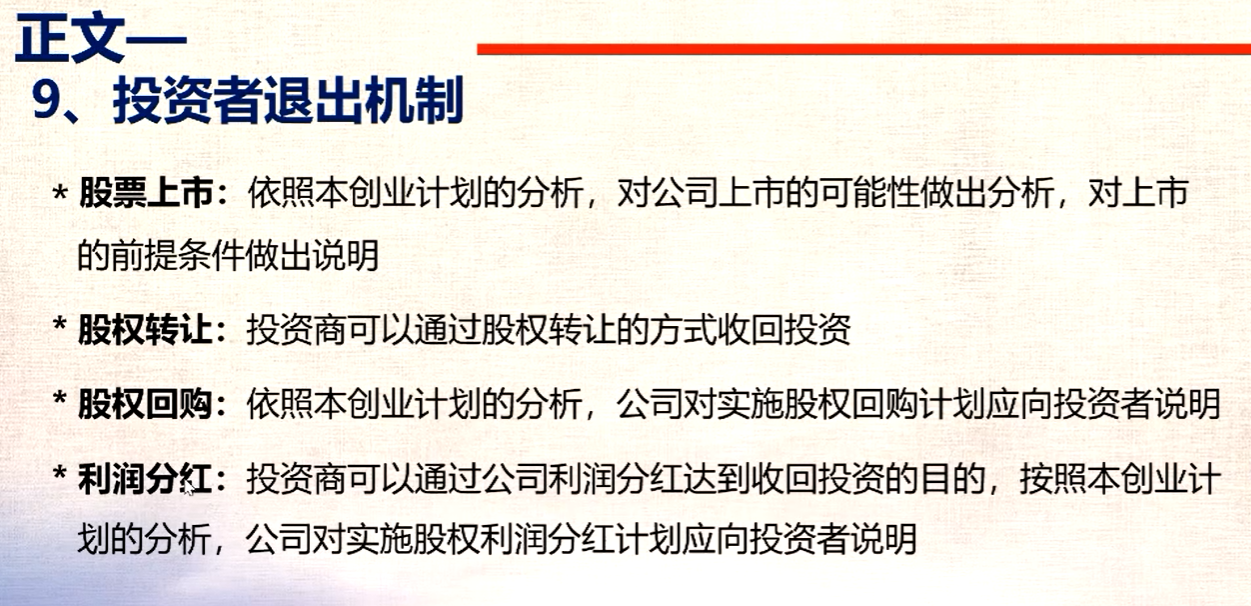 正文—
9、投资者退出机制
* 股票上市：依照本创业计划的分析，对公司上市的可能性做出分析，对上市
的前提条件做出说明
* 股权转让：投资商可以通过股权转让的方式收回投资
* 股权回购：依照本创业计划的分析，公司对实施股权回购计划应向投资者说明
* 利润分红：投资商可以通过公司利润分红达到收回投资的目的，按照本创业计
划的分析，公司对实施股权利润分红计划应向投资者说明